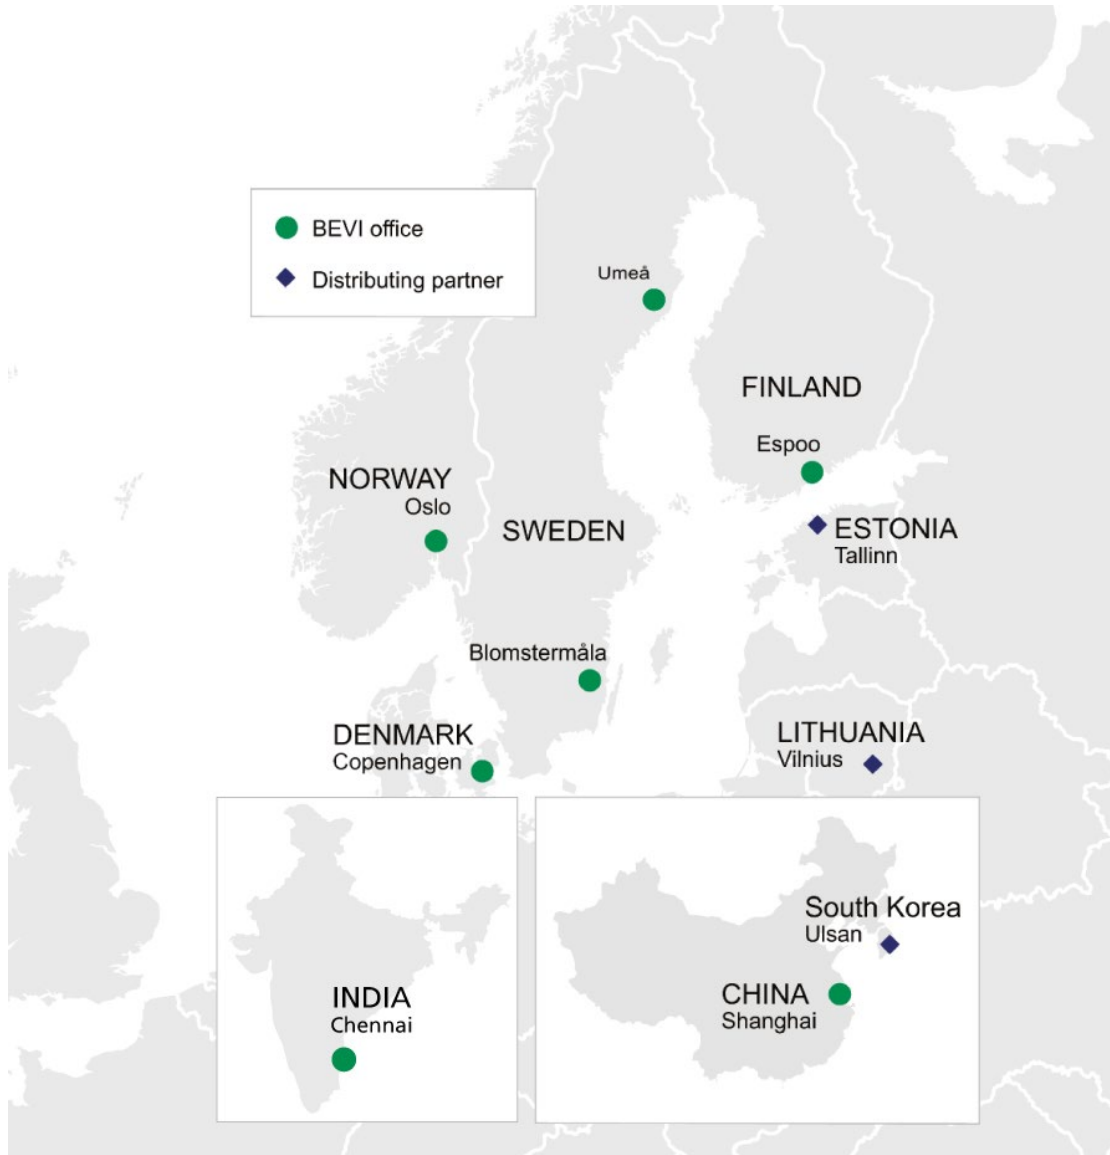 BEVI office
Distributing partner
Umeå
FINLAND
Espoo
NORWAY
Oslo
SWEDEN
ESTONIA
Tallinn
Blomstermåla
DENMARK
Copenhagen
LITHUANIA
Vilnius
INDIA
Chennai
South Korea
Ulsan
CHINA
Shanghai